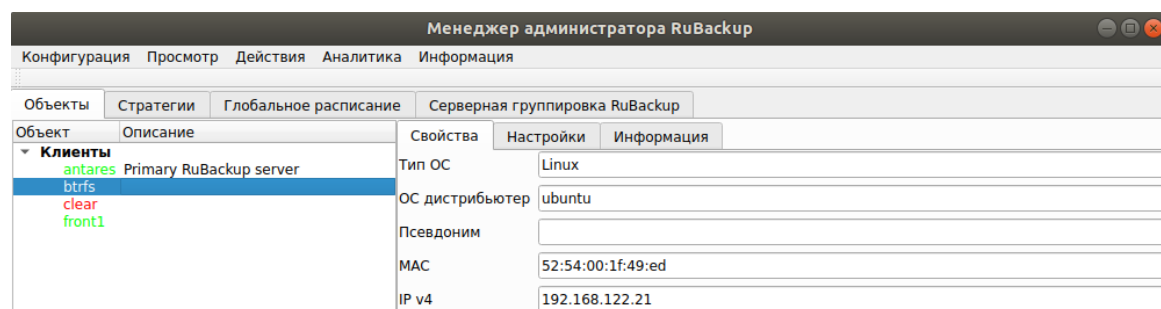 Менеджер администратора RuBackup
Конфигурация Просмотр Действия Аналитика Информация
Объекты Стратегии Глобальное расписание Серверная группировка RuBackup
Объект Описание
Клиенты
antares Primary RuBackup server
btrfs
clear
front1
Свойства Настройки Информация
Тип ОС Linux
ОС дистрибьютер ubuntu
Псевдоним
MAC 52:54:00:1f:49:ed
IP v4 192.168.122.21